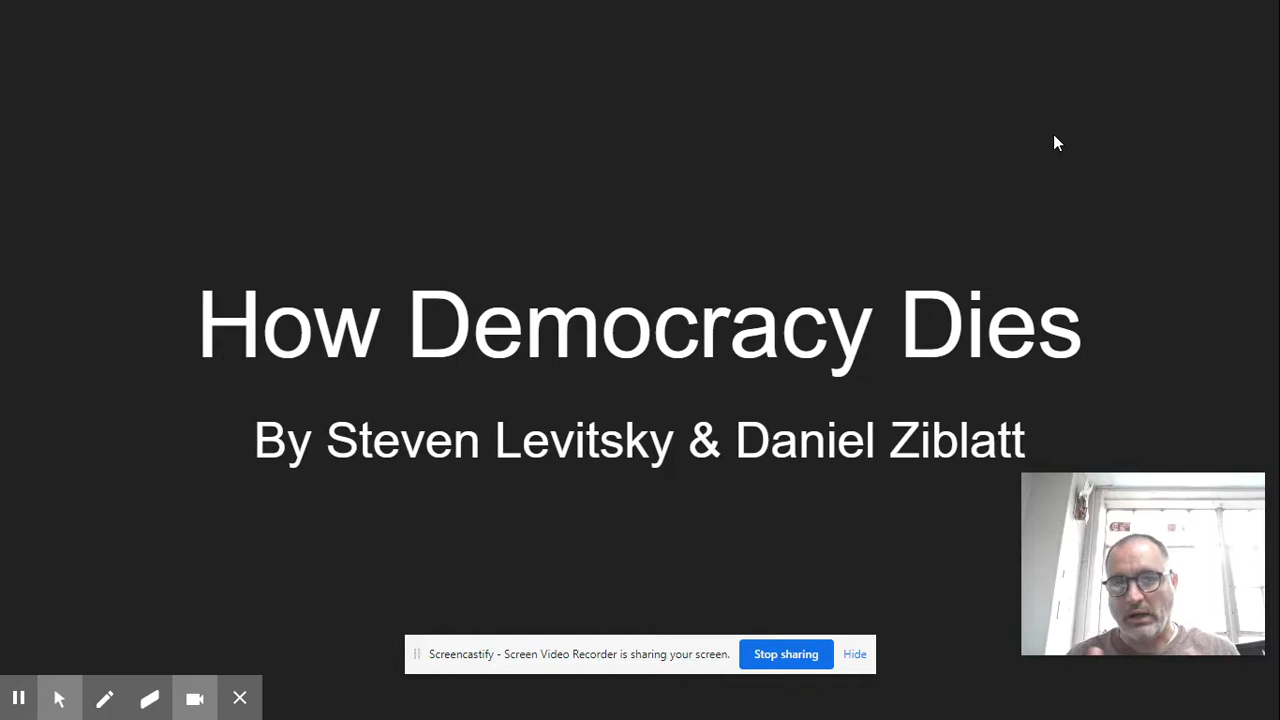 How Democracy Dies
By Steven Levitsky & Daniel Ziblatt
Screencastify - Screen Video Recorder is sharing your screen. Stop sharing Hide